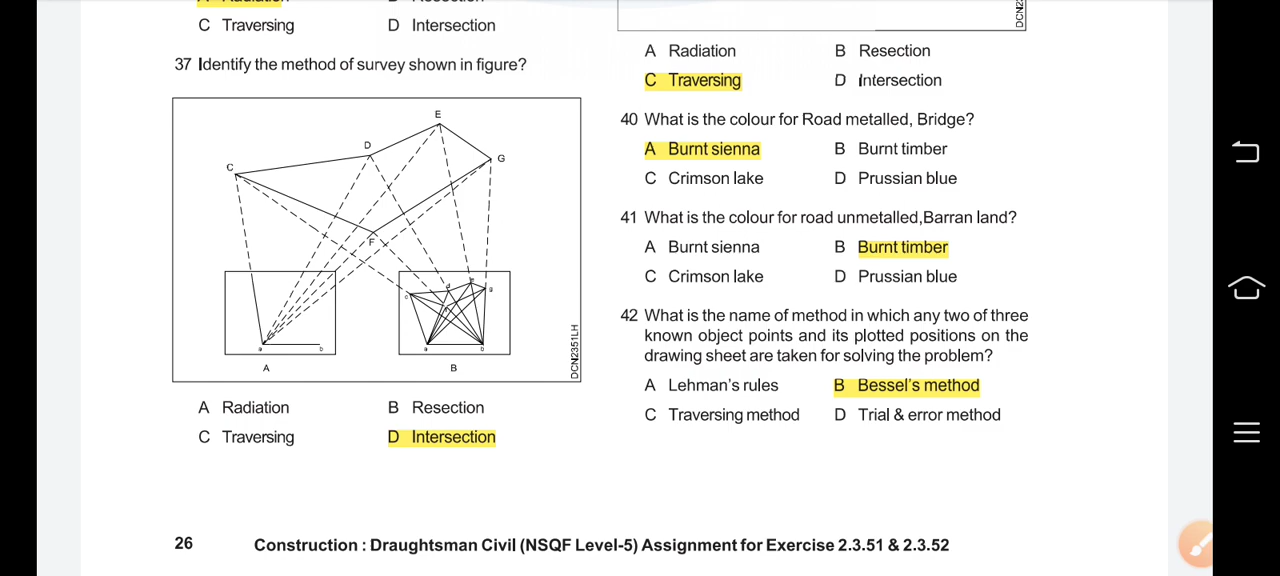 A Radiation
B Resection
C Traversing
D Intersection
37 Identify the method of survey shown in figure?
E
D
G
C
F
a
b
c
d
e
g
a
b
A
B
DCN2351LH
A Radiation
B Resection
C Traversing
D Intersection
A Radiation
B Resection
C Traversing
D Intersection
40 What is the colour for Road metalled, Bridge?
A Burnt sienna
B Burnt timber
C Crimson lake
D Prussian blue
41 What is the colour for road unmetalled,Barran land?
A Burnt sienna
B Burnt timber
C Crimson lake
D Prussian blue
42 What is the name of method in which any two of three
known object points and its plotted positions on the
drawing sheet are taken for solving the problem?
A Lehman's rules
B Bessel's method
C Traversing method
D Trial & error method
26
Construction : Draughtsman Civil (NSQF Level-5) Assignment for Exercise 2.3.51 & 2.3.52